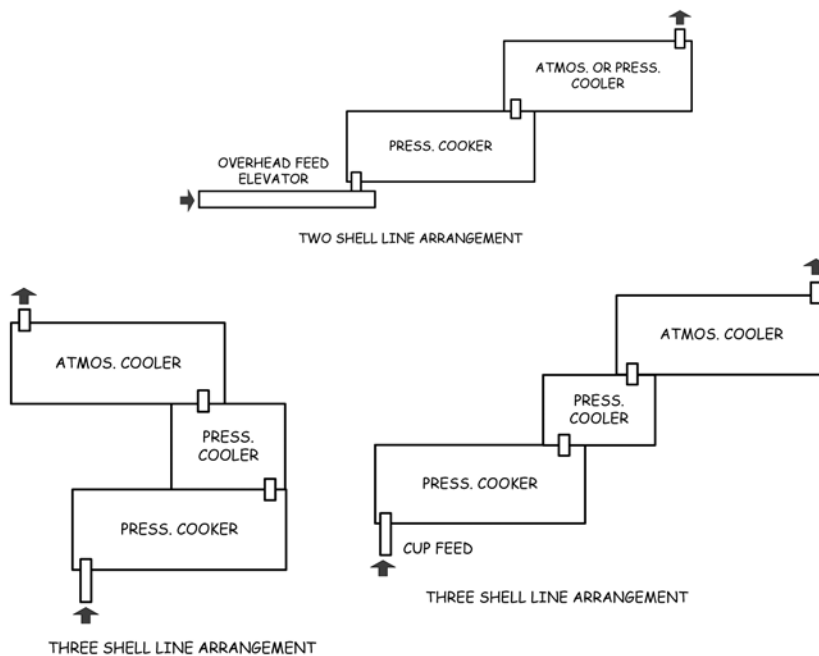 ATMOS. OR PRESS.
COOLER
PRESS. COOKER
OVERHEAD FEED
ELEVATOR
TWO SHELL LINE ARRANGEMENT
ATMOS. COOLER
PRESS.
COOLER
PRESS. COOKER
THREE SHELL LINE ARRANGEMENT
ATMOS. COOLER
PRESS.
COOLER
PRESS. COOKER
CUP FEED
THREE SHELL LINE ARRANGEMENT